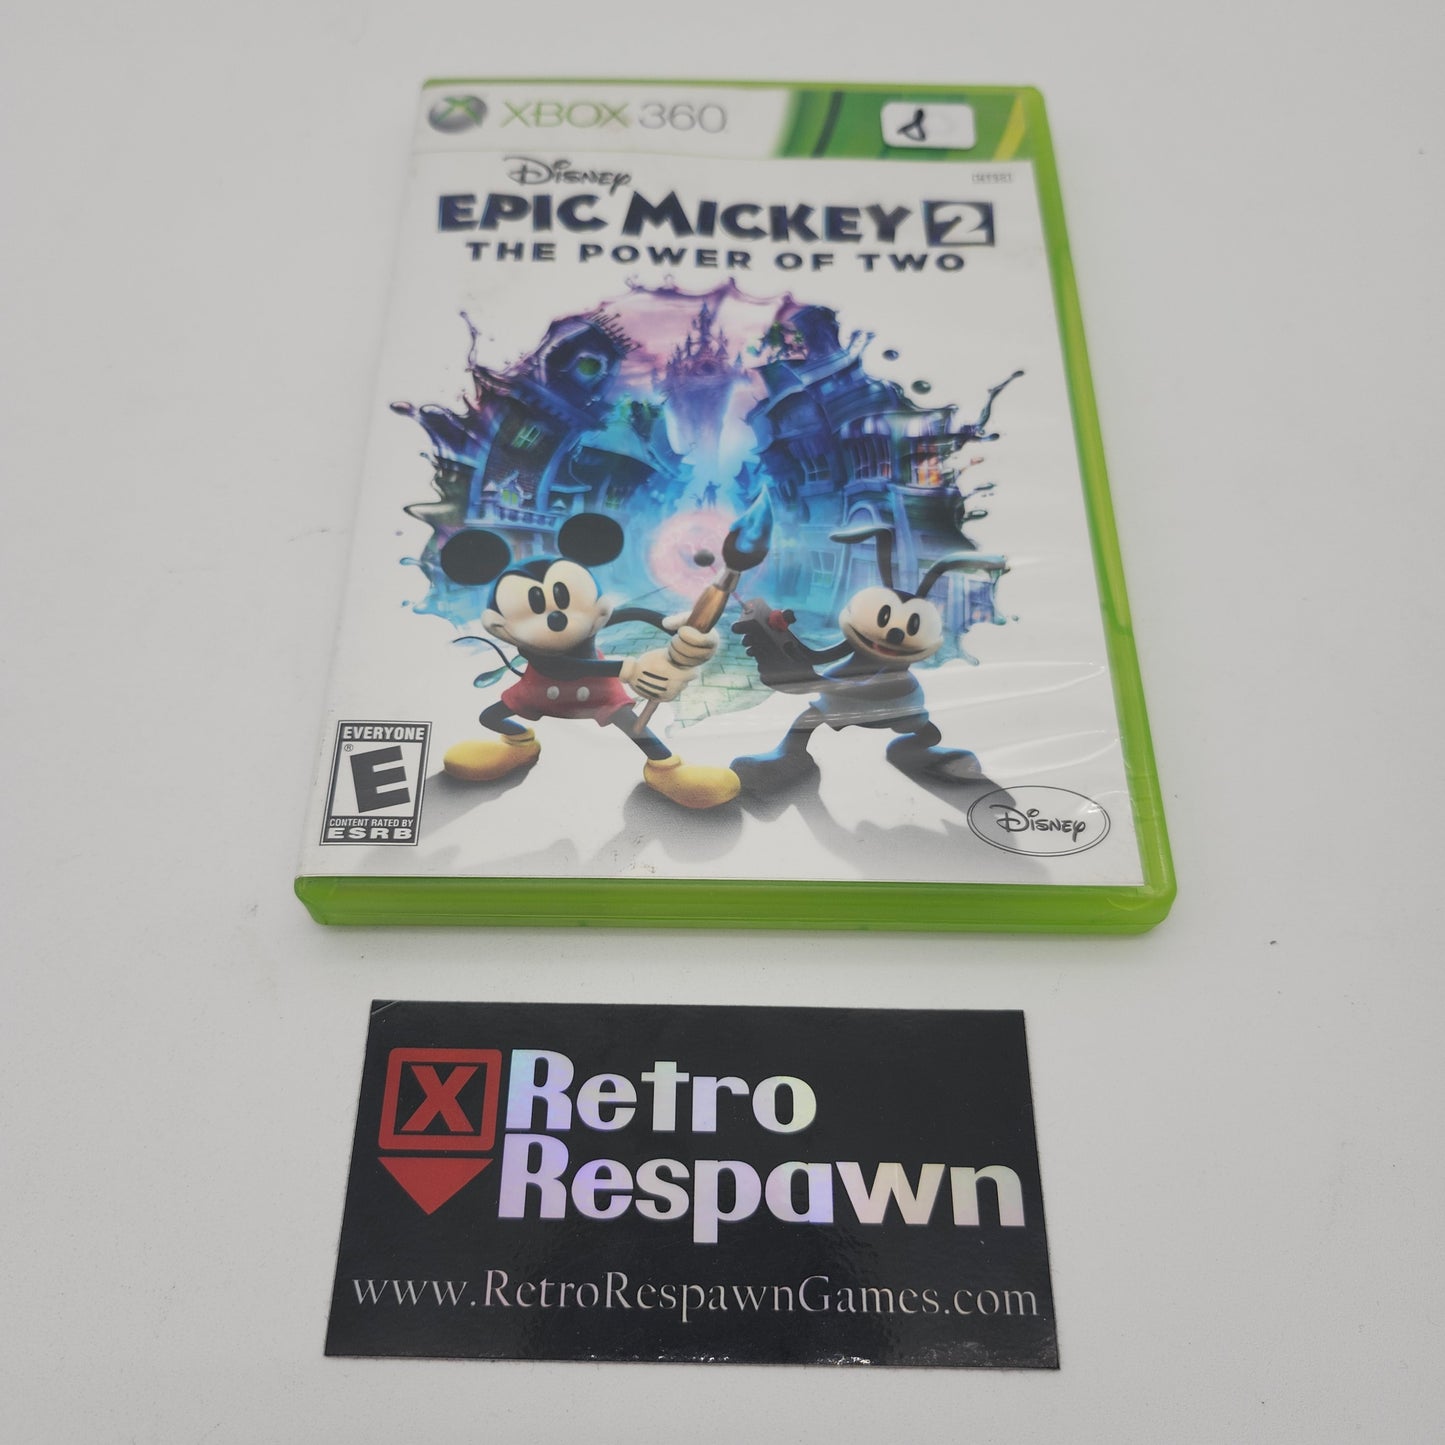 XBOX 360
8
Disney
EPIC MICKEY 2
THE POWER OF TWO
EVERYONE
E
®
CONTENT RATED BY
ESRB
Disney
X
Retro
Respawn
www.RetroRespawnGames.com